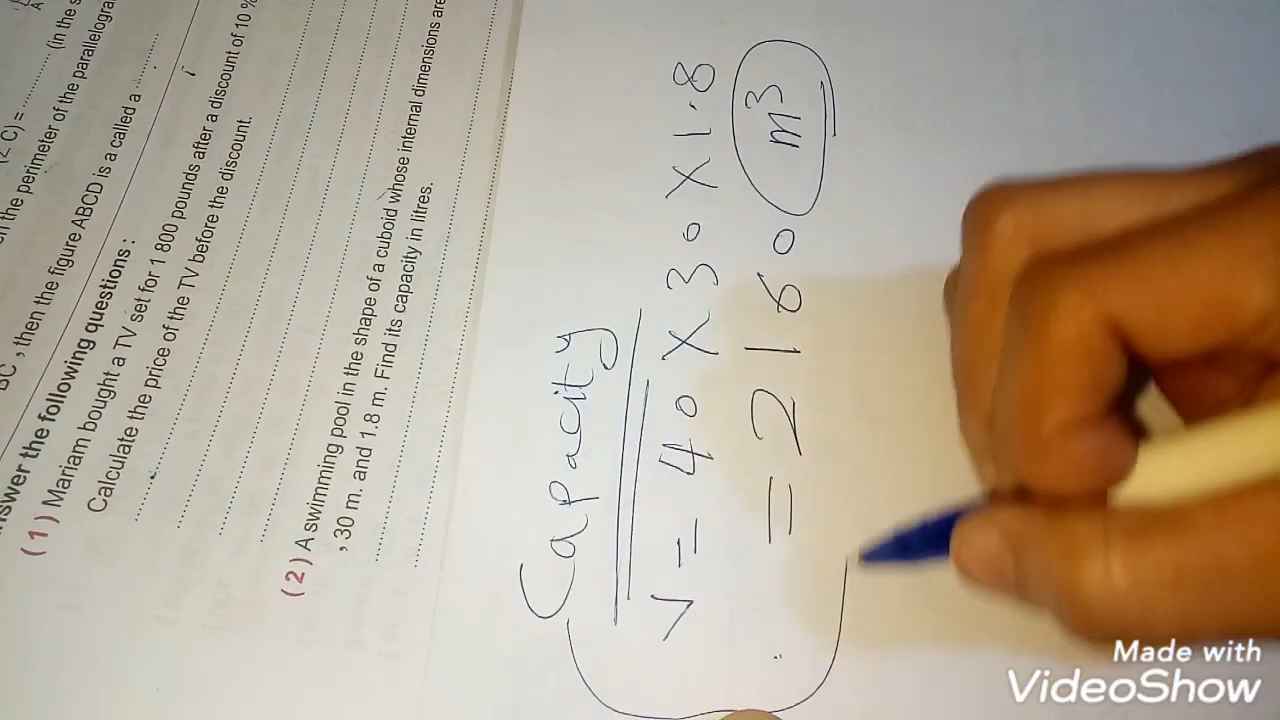 (∠ C) = .......... (In the s
the perimeter of the parallelogra
BC , then the figure ABCD is a called a ..........
nswer the following questions :
(1) Mariam bought a TV set for 1 800 pounds after a discount of 10 %
Calculate the price of the TV before the discount.
(2) A swimming pool in the shape of a cuboid whose internal dimensions are
, 30 m. and 1.8 m. Find its capacity in litres.
Capacity
V = 40 × 30 × 1.8
= 2160 m³
Made with
VideoShow